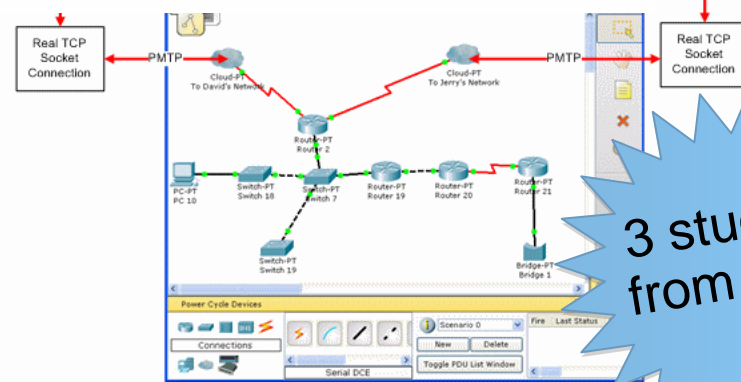 Real TCP
Socket
Connection
PMTP
PMTP
Real TCP
Socket
Connection
Cloud-PT
To David's Network
Cloud-PT
To Jerry's Network
Router-PT
Router 2
PC-PT
PC 10
Switch-PT
Switch 18
Switch-PT
Switch 7
Router-PT
Router 19
Router-PT
Router 20
Router-PT
Router 21
Switch-PT
Switch 19
Bridge-PT
Bridge 1
3 stu
from
Power Cycle Devices
Connections
Serial DCE
Scenario 0
New
Delete
Toggle PDU List Window
Fire
Last Status